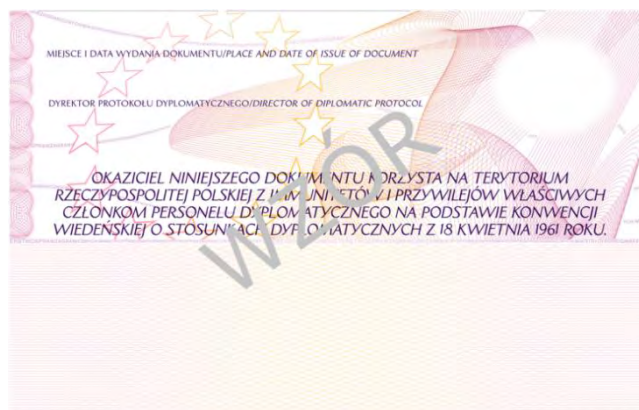 MIEJSCE I DATA WYDANIA DOKUMENTU/PLACE AND DATE OF ISSUE OF DOCUMENT
DYREKTOR PROTOKOŁU DYPLOMATYCZNEGO/DIRECTOR OF DIPLOMATIC PROTOCOL
OKAZICIEL NINIEJSZEGO DOKUMENTU KORZYSTA NA TERYTORIUM
RZECZYPOSPOLITEJ POLSKIEJ Z IMMUNITETÓW I PRZYWILEJÓW WŁAŚCIWYCH
CZŁONKOM PERSONELU DYPLOMATYCZNEGO NA PODSTAWIE KONWENCJI
WIEDEŃSKIEJ O STOSUNKACH DYPLOMATYCZNYCH Z 18 KWIETNIA 1961 ROKU.
WZÓR